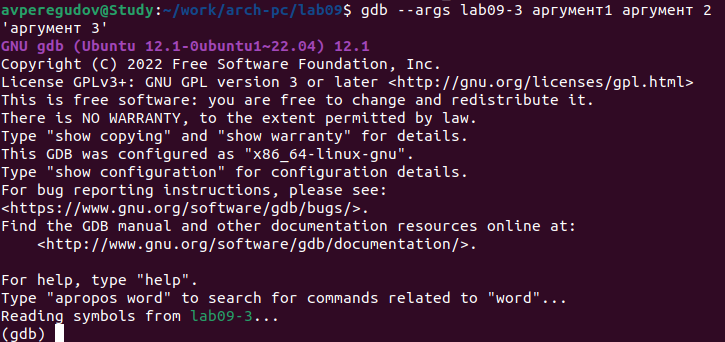 avperegudov@Study:~/work/arch-pc/lab09$ gdb --args lab09-3 аргумент1 аргумент 2
'аргумент 3'
GNU gdb (Ubuntu 12.1-0ubuntu1~22.04) 12.1
Copyright (C) 2022 Free Software Foundation, Inc.
License GPLv3+: GNU GPL version 3 or later <http://gnu.org/licenses/gpl.html>
This is free software: you are free to change and redistribute it.
There is NO WARRANTY, to the extent permitted by law.
Type "show copying" and "show warranty" for details.
This GDB was configured as "x86_64-linux-gnu".
Type "show configuration" for configuration details.
For bug reporting instructions, please see:
<https://www.gnu.org/software/gdb/bugs/>.
Find the GDB manual and other documentation resources online at:
    <http://www.gnu.org/software/gdb/documentation/>.

For help, type "help".
Type "apropos word" to search for commands related to "word"...
Reading symbols from lab09-3...
(gdb)